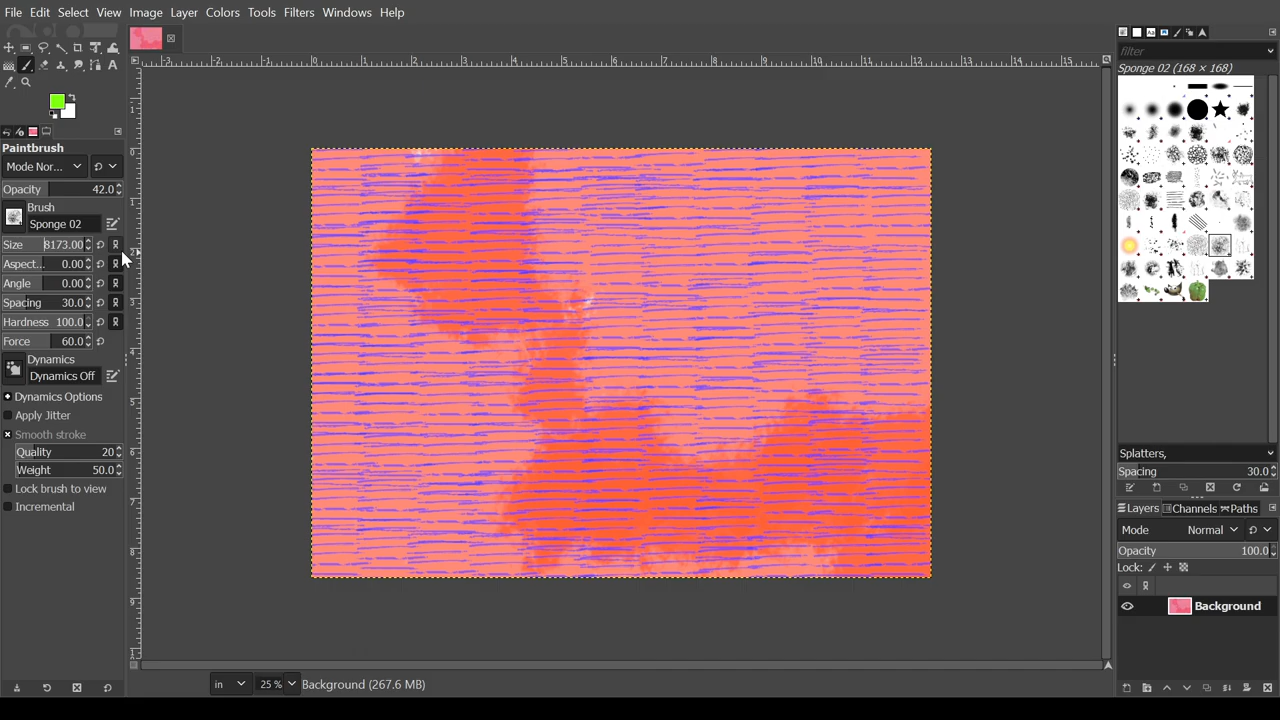 File Edit Select View Image Layer Colors Tools Filters Windows Help
filter
Sponge 02 (168 × 168)
Paintbrush
Mode Nor...
Opacity 42.0
Brush
Sponge 02
Size 8173.00
Aspect... 0.00
Angle 0.00
Spacing 30.0
Hardness 100.0
Force 60.0
Dynamics
Dynamics Off
Dynamics Options
Apply Jitter
Smooth stroke
Quality 20
Weight 50.0
Lock brush to view
Incremental
Splatters,
Spacing 30.0
Layers Channels Paths
Mode Normal
Opacity 100.0
Lock:
Background
in 25 % Background (267.6 MB)